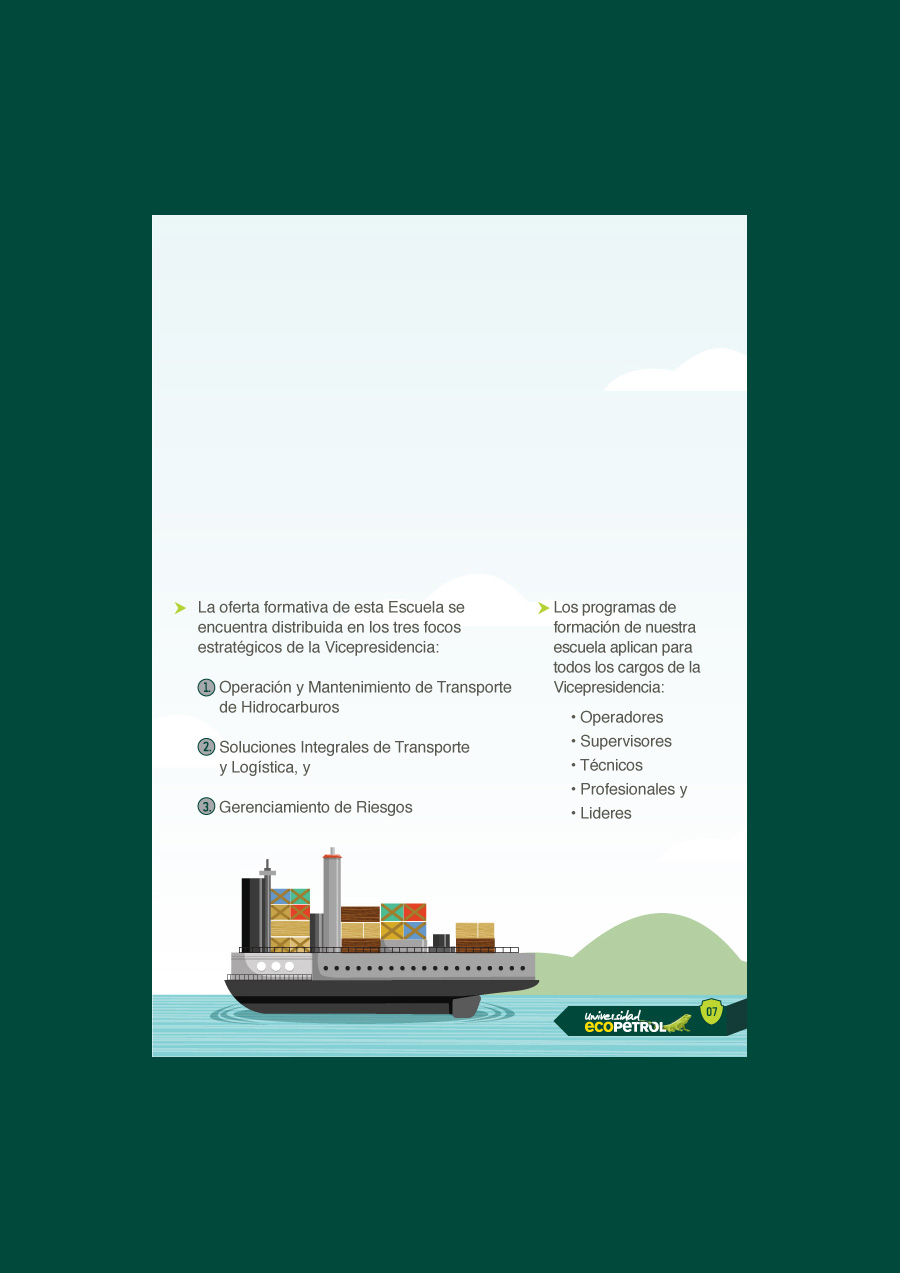 La oferta formativa de esta Escuela se
encuentra distribuida en los tres focos
estratégicos de la Vicepresidencia:
1. Operación y Mantenimiento de Transporte
de Hidrocarburos
2. Soluciones Integrales de Transporte
y Logística, y
3. Gerenciamiento de Riesgos
Los programas de
formación de nuestra
escuela aplican para
todos los cargos de la
Vicepresidencia:
• Operadores
• Supervisores
• Técnicos
• Profesionales y
• Lideres
universidad
ecopetrol
07